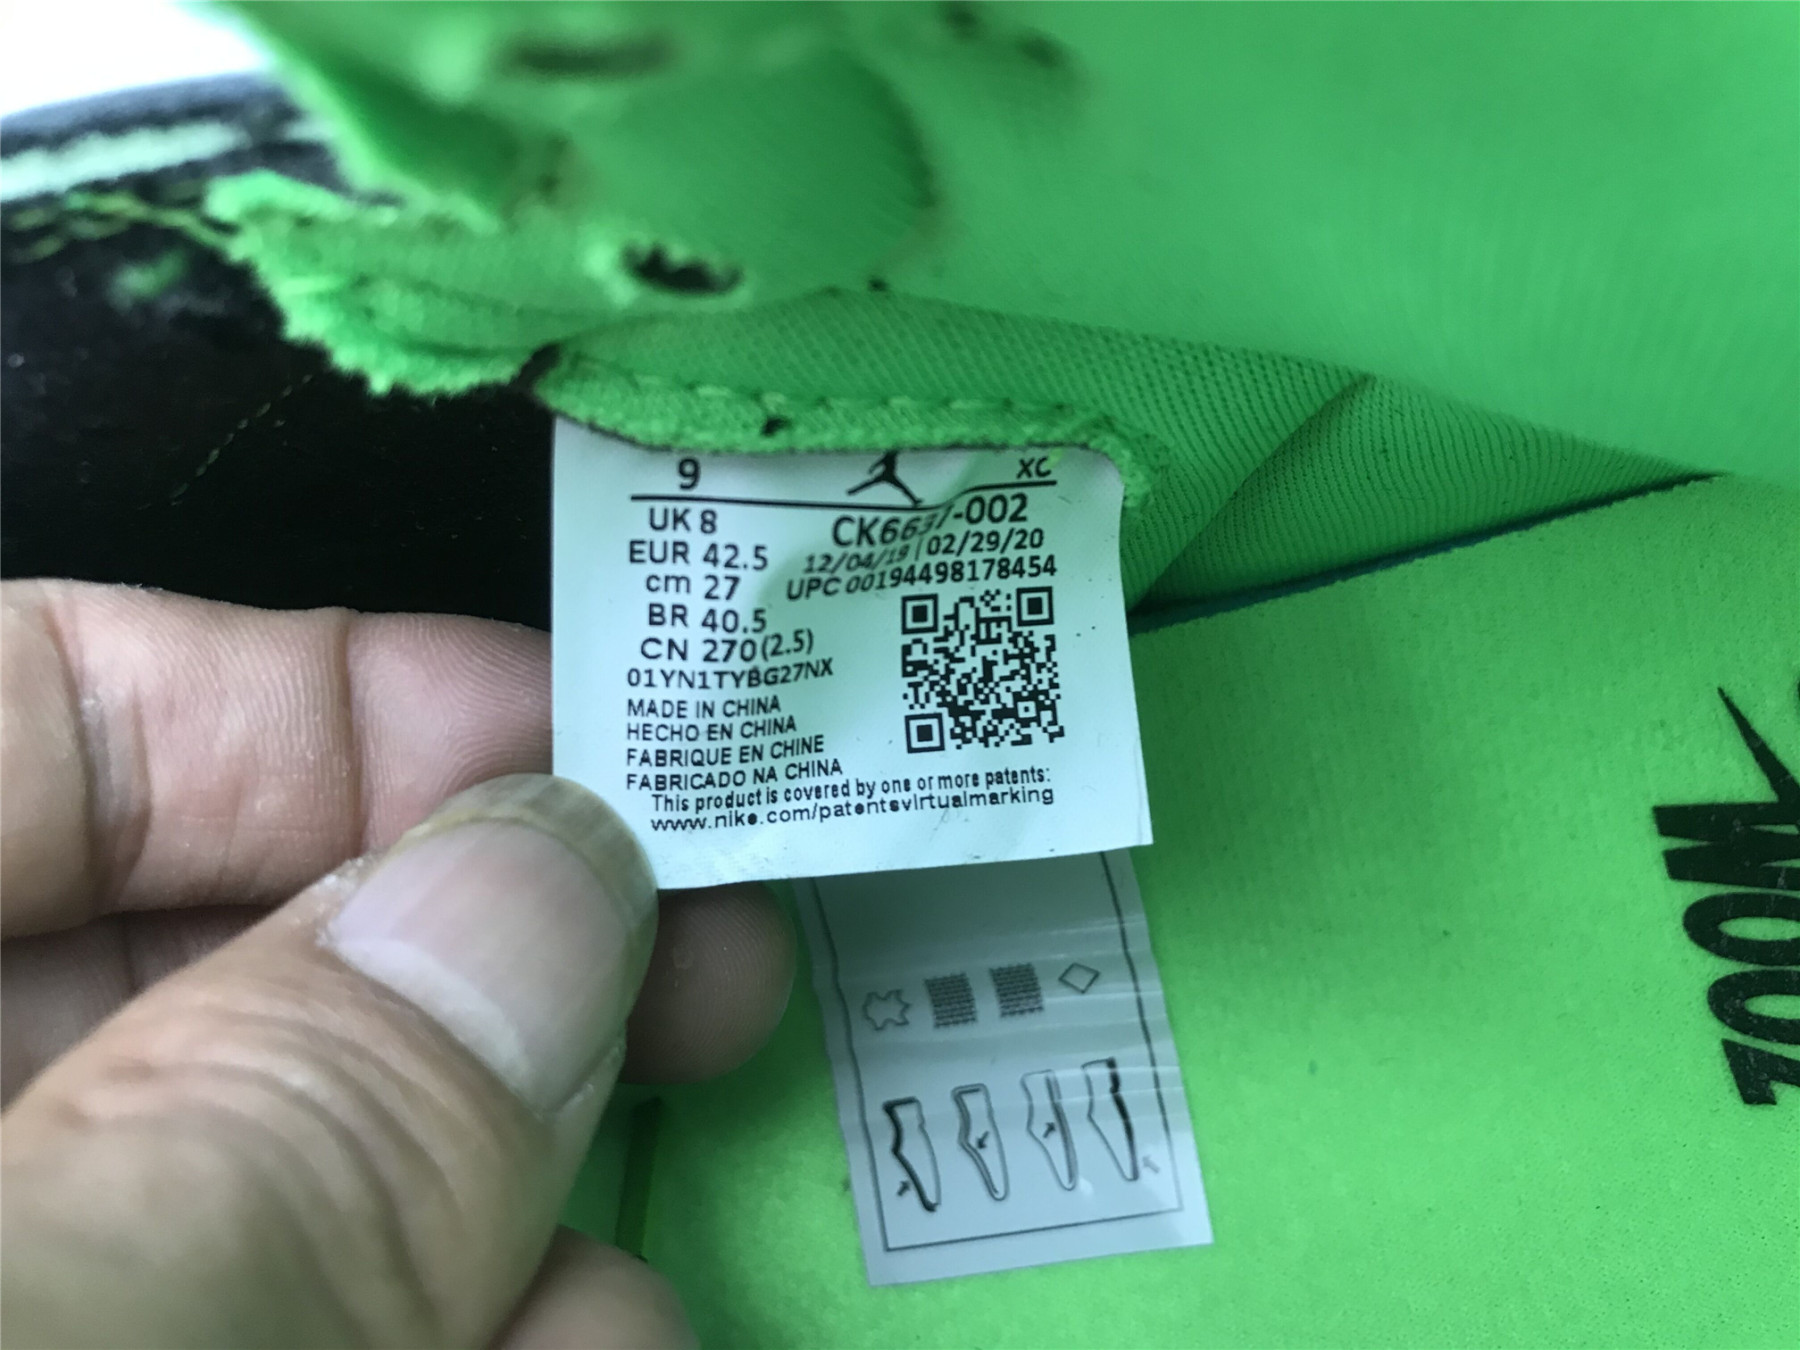 9 XC
UK 8
EUR 42.5
cm 27
BR 40.5
CN 270 (2.5)
01YN1TYBG27NX
CK6637-002
12/04/19 | 02/29/20
UPC 00194498178454
MADE IN CHINA
HECHO EN CHINA
FABRIQUE EN CHINE
FABRICADO NA CHINA
This product is covered by one or more patents:
www.nike.com/patentsvirtualmarking
ZOOM